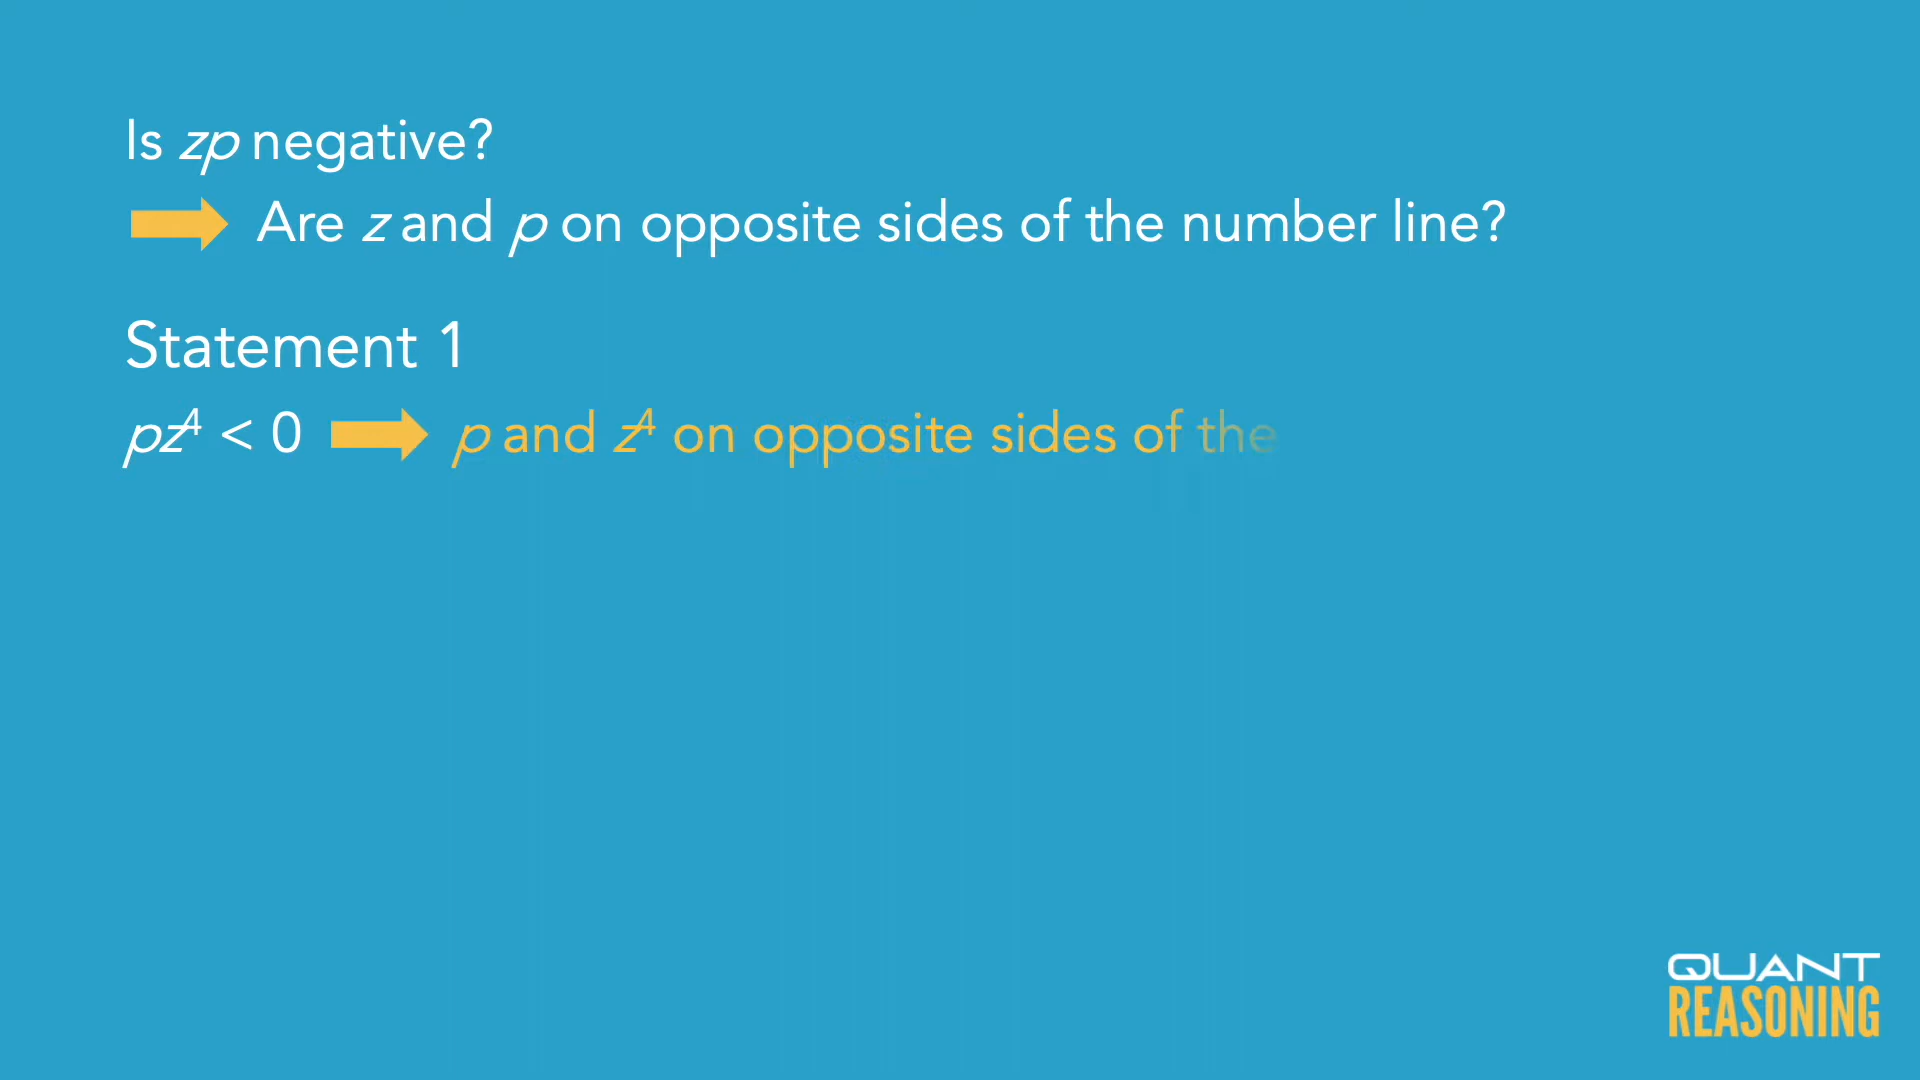 Is zp negative?
Are z and p on opposite sides of the number line?
Statement 1
pz⁴ < 0 p and z⁴ on opposite sides of the
QUANT
REASONING